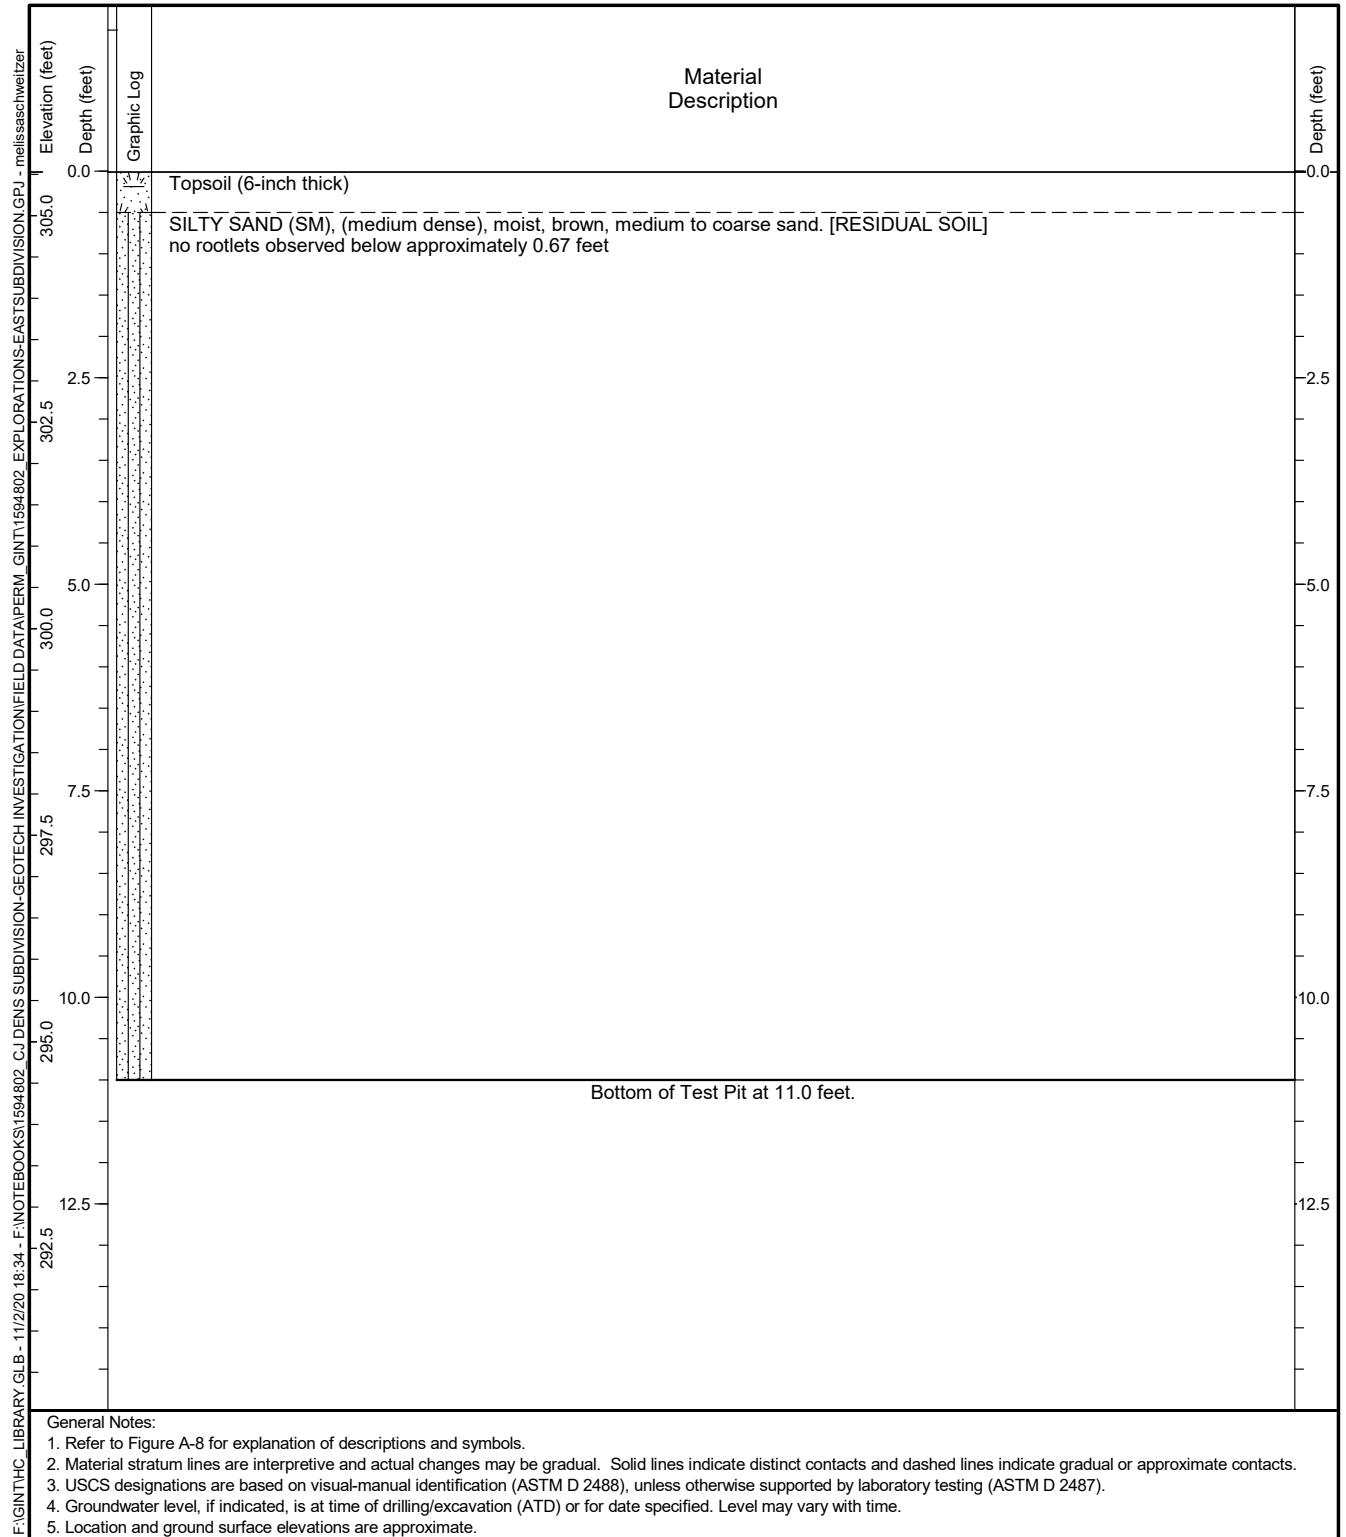 Elevation (feet)
Depth (feet)
Graphic Log
Material
Description
Depth (feet)
0.0
Topsoil (6-inch thick)
0.0
305.0
SILTY SAND (SM), (medium dense), moist, brown, medium to coarse sand. [RESIDUAL SOIL]
no rootlets observed below approximately 0.67 feet
2.5
2.5
302.5
5.0
5.0
300.0
7.5
7.5
297.5
10.0
10.0
295.0
Bottom of Test Pit at 11.0 feet.
12.5
12.5
292.5
General Notes:
1. Refer to Figure A-8 for explanation of descriptions and symbols.
2. Material stratum lines are interpretive and actual changes may be gradual. Solid lines indicate distinct contacts and dashed lines indicate gradual or approximate contacts.
3. USCS designations are based on visual-manual identification (ASTM D 2488), unless otherwise supported by laboratory testing (ASTM D 2487).
4. Groundwater level, if indicated, is at time of drilling/excavation (ATD) or for date specified. Level may vary with time.
5. Location and ground surface elevations are approximate.
F:\GINT\HC_LIBRARY.GLB - 11/2/20 18:34 - F:\NOTEBOOKS\1594802_CJ DENS SUBDIVISION-GEOTECH INVESTIGATION\FIELD DATA\PERM_GINT\1594802_EXPLORATIONS-EASTSUBDIVISION.GPJ - melissaschweitzer